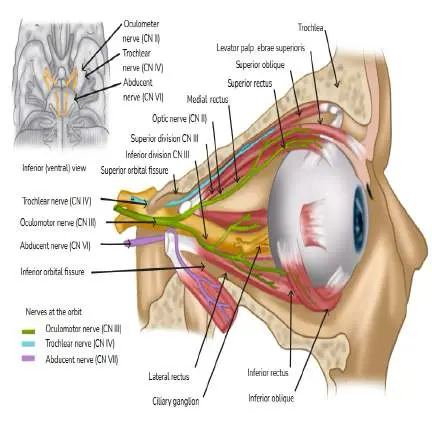 Oculometer
nerve (CN II)
Trochlear
nerve (CN IV)
Abducent
nerve (CN VI)
Inferior (ventral) view
Trochlea
Levator palp. ebrae superioris
Superior oblique
Superior rectus
Medial rectus
Optic nerve (CN II)
Superior division CN III
Inferior division CN III
Superior orbital fissure
Trochlear nerve (CN IV)
Oculomotor nerve (CN III)
Abducent nerve (CN VI)
Inferior orbital fissure
Nerves at the orbit
Oculomotor nerve (CN III)
Trochlear nerve (CN IV)
Abducent nerve (CN VII)
Lateral rectus
Ciliary ganglion
Inferior rectus
Inferior oblique